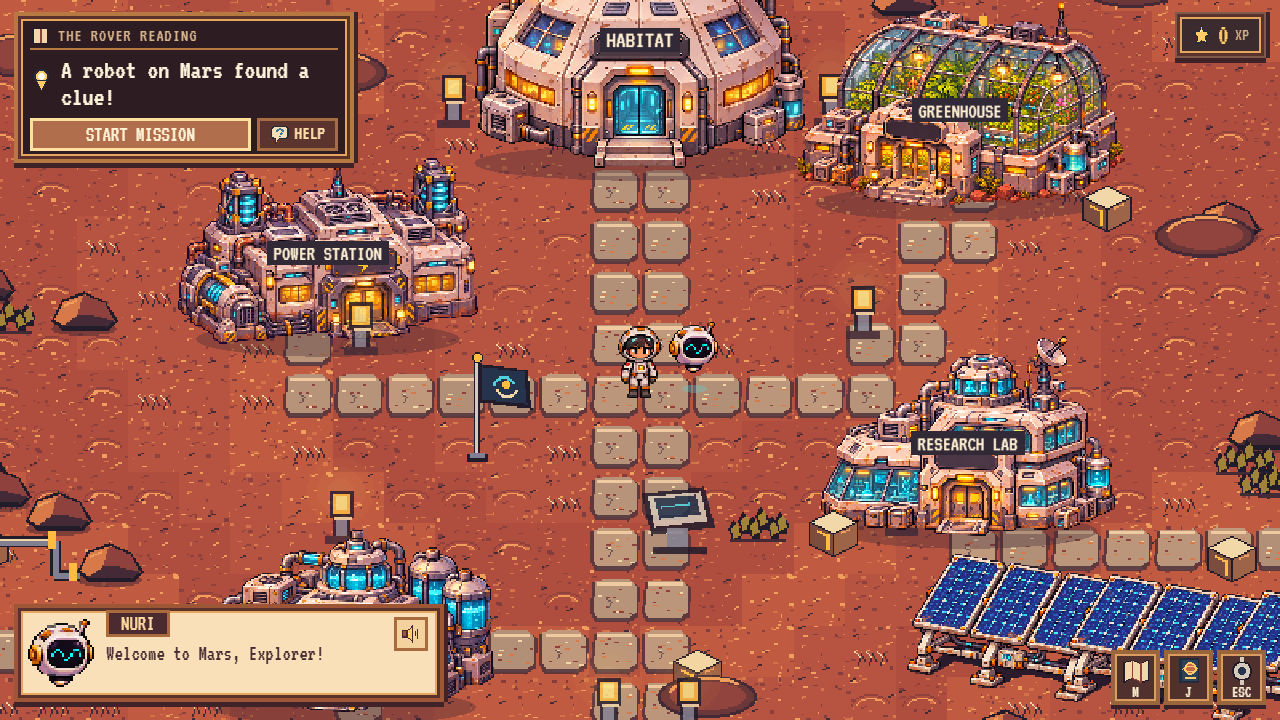 THE ROVER READING
A robot on Mars found a
clue!
START MISSION
HELP
HABITAT
0 XP
GREENHOUSE
POWER STATION
RESEARCH LAB
NURI
Welcome to Mars, Explorer!
M
J
ESC